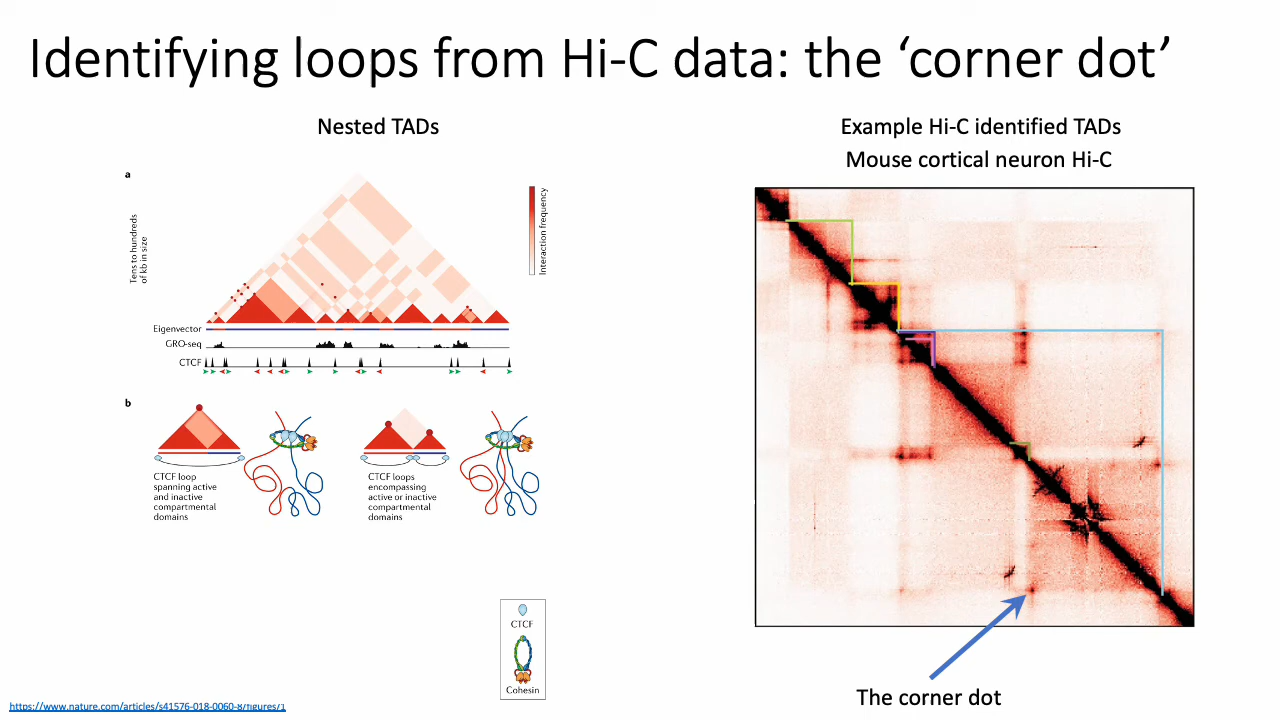 Identifying loops from Hi-C data: the ‘corner dot’
Nested TADs
a
Tens to hundreds
of kb in size
Interaction frequency
Eigenvector
GRO-seq
CTCF
b
CTCF loop
spanning active
and inactive
compartmental
domains
CTCF loops
encompassing
active or inactive
compartmental
domains
CTCF
Cohesin
Example Hi-C identified TADs
Mouse cortical neuron Hi-C
The corner dot
https://www.nature.com/articles/s41576-018-0060-8/figures/1